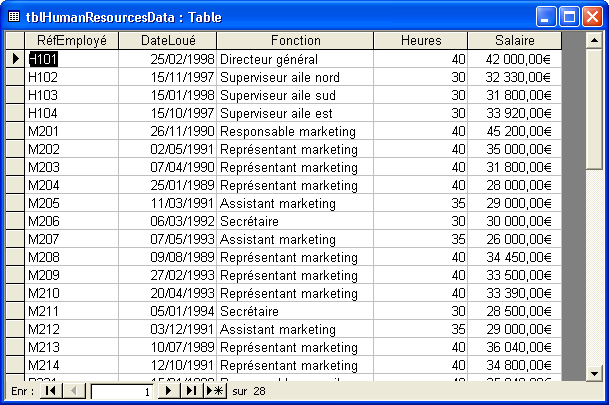 tblHumanResourcesData : Table
RéfEmployé DateLoué Fonction Heures Salaire
H101 25/02/1998 Directeur général 40 42 000,00€
H102 15/11/1997 Superviseur aile nord 30 32 330,00€
H103 15/01/1998 Superviseur aile sud 30 31 800,00€
H104 15/10/1997 Superviseur aile est 30 33 920,00€
M201 26/11/1990 Responsable marketing 40 45 200,00€
M202 02/05/1991 Représentant marketing 40 35 000,00€
M203 07/04/1990 Représentant marketing 40 31 800,00€
M204 25/01/1989 Représentant marketing 40 28 000,00€
M205 11/03/1991 Assistant marketing 35 29 000,00€
M206 06/03/1992 Secrétaire 30 30 000,00€
M207 07/05/1993 Assistant marketing 35 26 000,00€
M208 09/08/1989 Représentant marketing 40 34 450,00€
M209 27/02/1993 Représentant marketing 40 33 500,00€
M210 20/04/1993 Représentant marketing 40 33 390,00€
M211 05/01/1994 Secrétaire 30 28 500,00€
M212 03/12/1991 Assistant marketing 35 29 000,00€
M213 10/07/1989 Représentant marketing 40 36 040,00€
M214 12/10/1991 Représentant marketing 40 34 800,00€
Enr : 1 sur 28